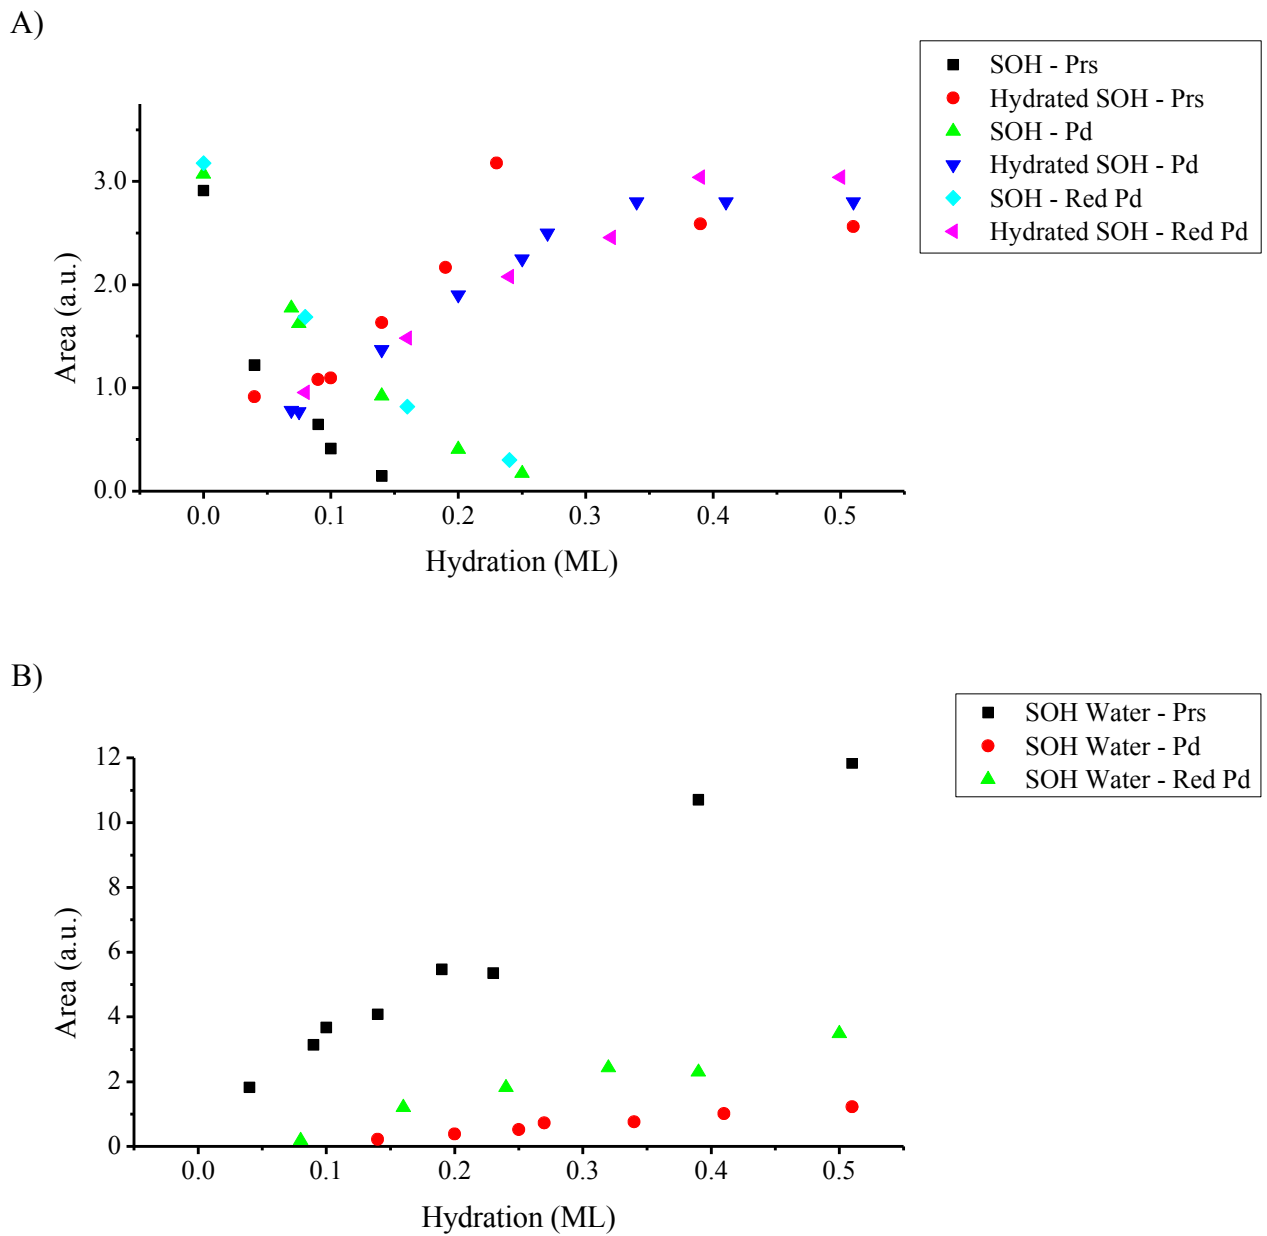 A)
SOH - Prs
Hydrated SOH - Prs
SOH - Pd
Hydrated SOH - Pd
SOH - Red Pd
Hydrated SOH - Red Pd
Area (a.u.)
3.0
2.0
1.0
0.0
0.0 0.1 0.2 0.3 0.4 0.5
Hydration (ML)
B)
SOH Water - Prs
SOH Water - Pd
SOH Water - Red Pd
Area (a.u.)
12
10
8
6
4
2
0
0.0 0.1 0.2 0.3 0.4 0.5
Hydration (ML)